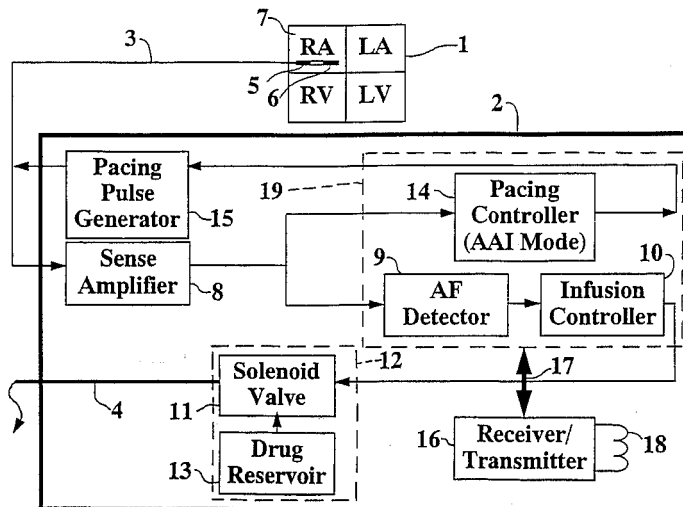 7
RA
LA
3
1
5
6
RV
LV
2
Pacing
Pulse
Generator
15
19
14
Pacing
Controller
(AAI Mode)
Sense
Amplifier
8
9
AF
Detector
10
Infusion
Controller
12
Solenoid
Valve
11
4
17
Drug
Reservoir
13
16
Receiver/
Transmitter
18